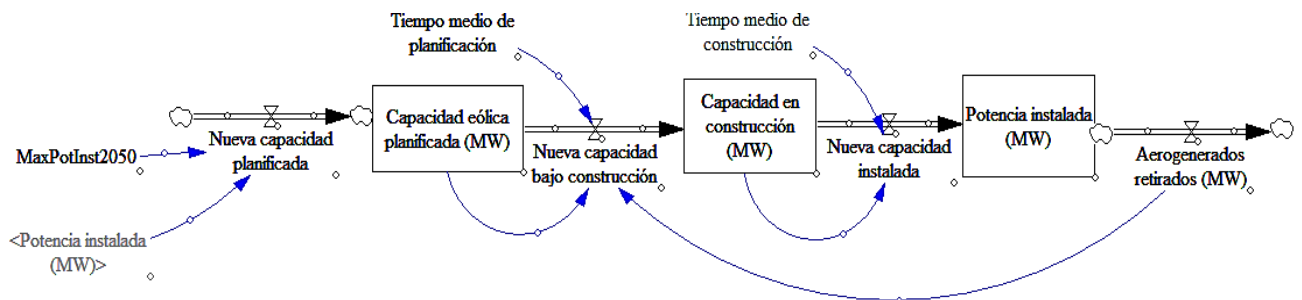 Tiempo medio de
planificación
Tiempo medio de
construcción
Capacidad eólica
planificada (MW)
Capacidad en
construcción
(MW)
Potencia instalada
(MW)
Nueva capacidad
planificada
Nueva capacidad
bajo construcción
Nueva capacidad
instalada
Aerogenerados
retirados (MW)
MaxPotInst2050
<Potencia instalada
(MW)>